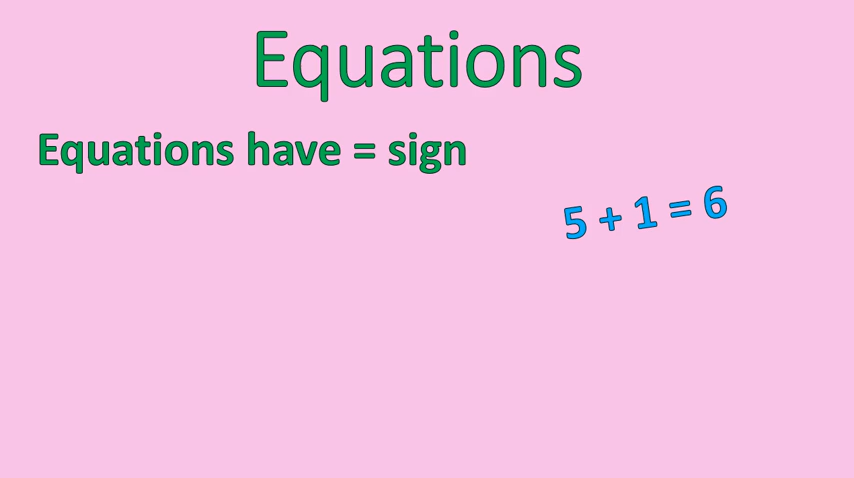 Equations
Equations have = sign
5 + 1 = 6